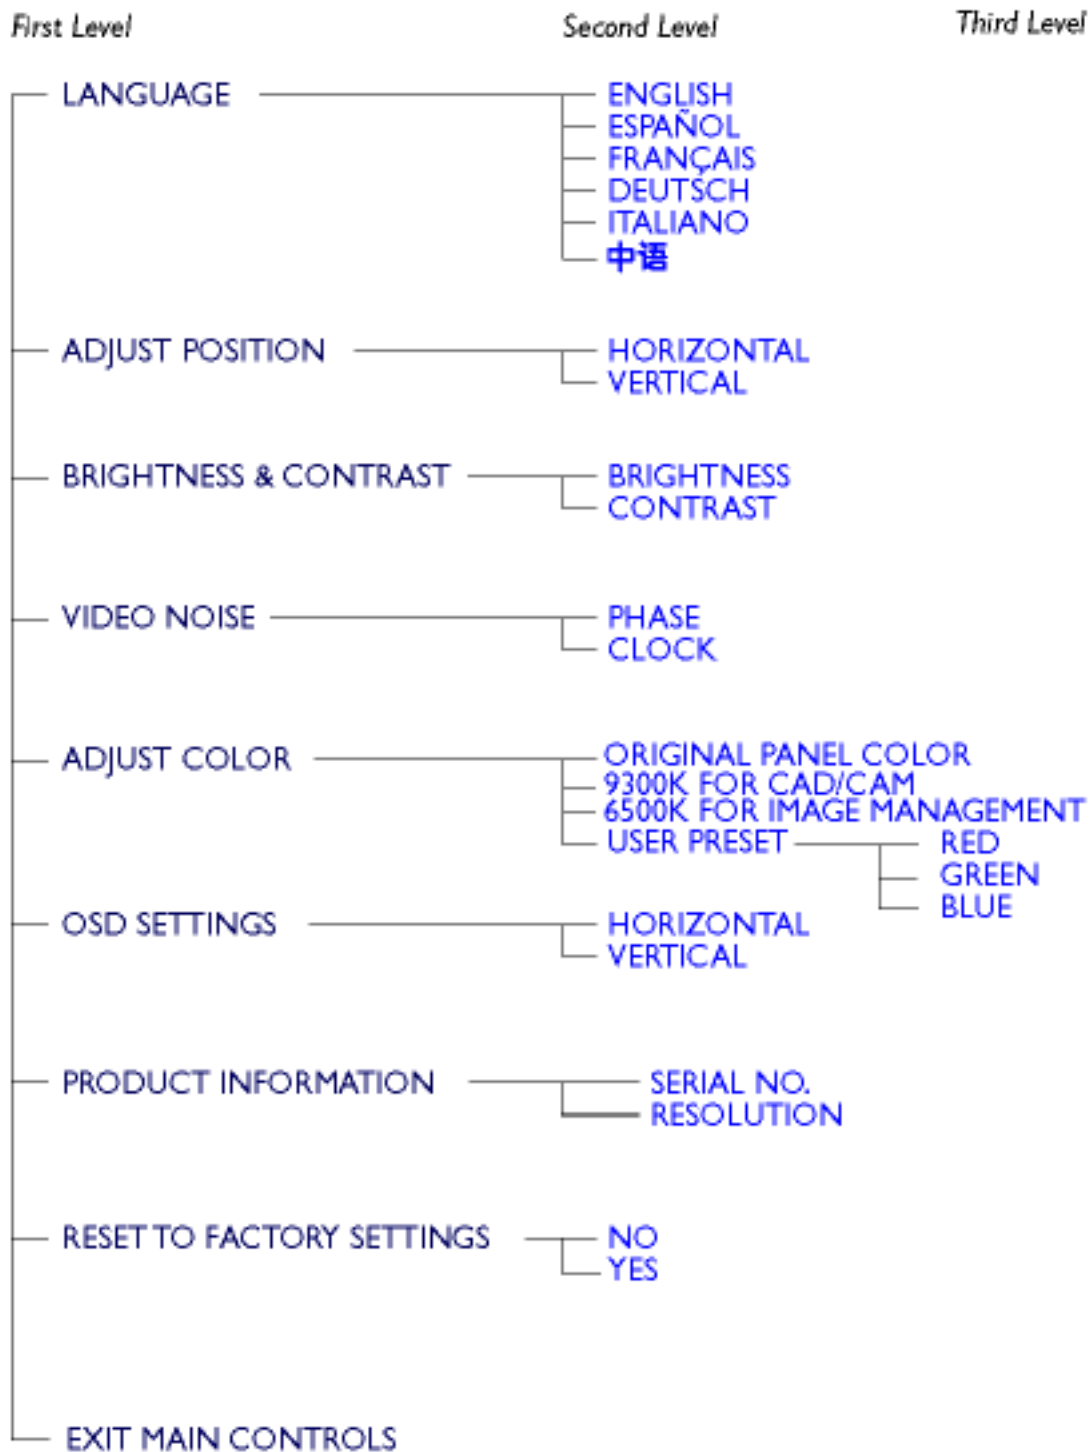 First Level Second Level Third Level
LANGUAGE ENGLISH
ESPAÑOL
FRANÇAIS
DEUTSCH
ITALIANO
中语
ADJUST POSITION HORIZONTAL
VERTICAL
BRIGHTNESS & CONTRAST BRIGHTNESS
CONTRAST
VIDEO NOISE PHASE
CLOCK
ADJUST COLOR ORIGINAL PANEL COLOR
9300K FOR CAD/CAM
6500K FOR IMAGE MANAGEMENT
USER PRESET RED
GREEN
BLUE
OSD SETTINGS HORIZONTAL
VERTICAL
PRODUCT INFORMATION SERIAL NO.
RESOLUTION
RESET TO FACTORY SETTINGS NO
YES
EXIT MAIN CONTROLS